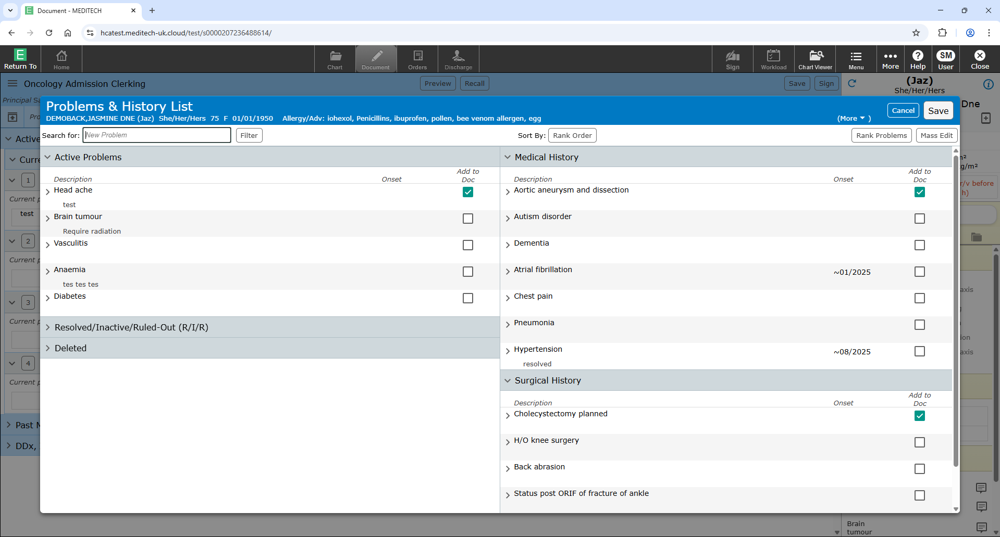 Document - MEDITECH
hcatest.meditech-uk.cloud/test/s0000207236488614/
Return To
Home
Chart
Document
Orders
Discharge
Sign
Workload
Chart Viewer
Menu
More
Help
SM
User
Close
Oncology Admission Clerking
Preview
Recall
Save
Sign
(Jaz)
She/Her/Hers
Principal
Dne
Problems & History List
Cancel
Save
DEMOBACK,JASMINE DNE (Jaz) She/Her/Hers 75 F 01/01/1950 Allergy/Adv: iohexol, Penicillins, ibuprofen, pollen, bee venom allergen, egg
(More )
Search for: New Problem
Filter
Sort By: Rank Order
Rank Problems
Mass Edit
Active Problems
Description Onset Add to Doc
Head ache
test
Brain tumour
Require radiation
Vasculitis
Anaemia
tes tes tes
Diabetes
Resolved/Inactive/Ruled-Out (R/I/R)
Deleted
Medical History
Description Onset Add to Doc
Aortic aneurysm and dissection
Autism disorder
Dementia
Atrial fibrillation ~01/2025
Chest pain
Pneumonia
Hypertension ~08/2025
resolved
Surgical History
Description Onset Add to Doc
Cholecystectomy planned
H/O knee surgery
Back abrasion
Status post ORIF of fracture of ankle
Active
Curre
1
Current p
test
2
Current p
3
Current p
4
Current p
Past M
DDx,
m²
g/m²
r/v before
h)
axis
ion
axis
Brain
tumour